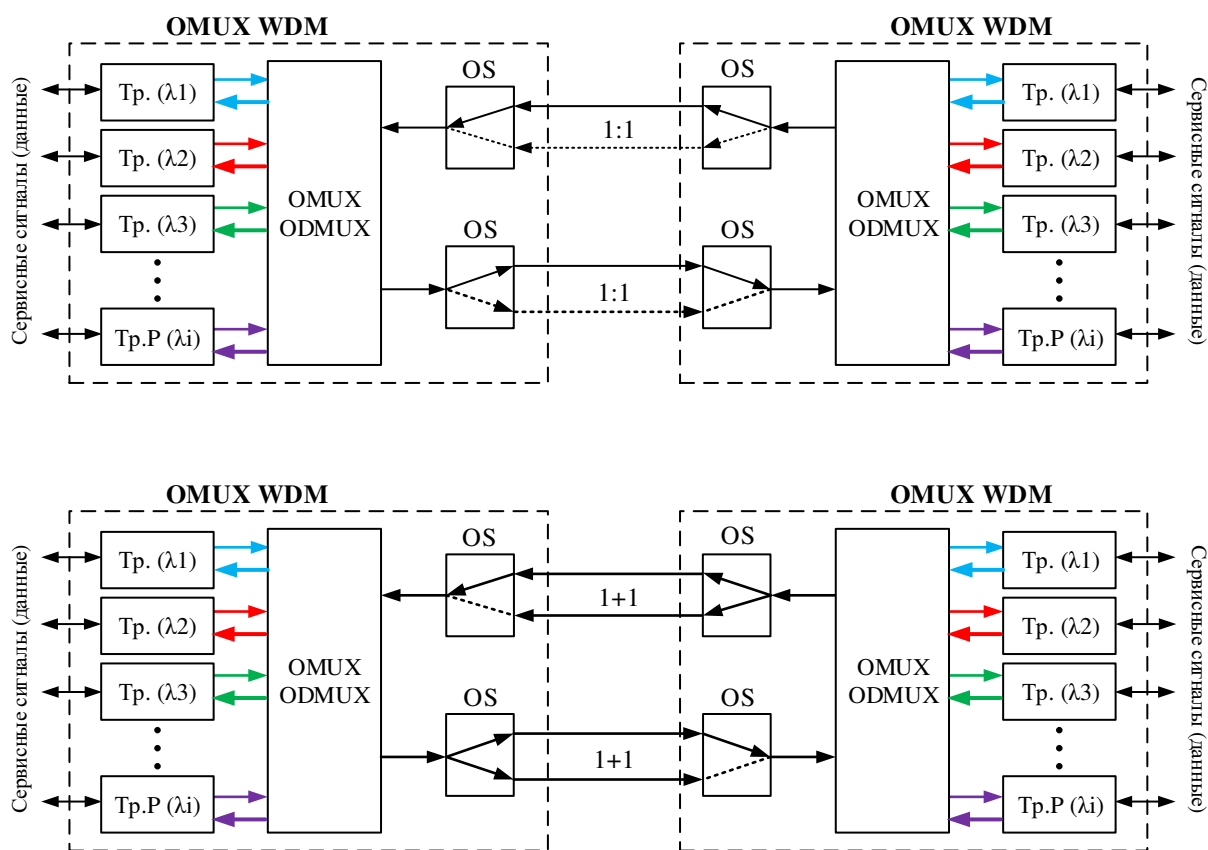 OMUX WDM
OMUX WDM
Сервисные сигналы (данные)
Тр. (λ1)
Тр. (λ2)
Тр. (λ3)
Тр.Р (λi)
OMUX
ODMUX
OS
OS
1:1
1:1
OS
OS
OMUX
ODMUX
Тр. (λ1)
Тр. (λ2)
Тр. (λ3)
Тр.Р (λi)
Сервисные сигналы (данные)
OMUX WDM
OMUX WDM
Сервисные сигналы (данные)
Тр. (λ1)
Тр. (λ2)
Тр. (λ3)
Тр.Р (λi)
OMUX
ODMUX
OS
OS
1+1
1+1
OS
OS
OMUX
ODMUX
Тр. (λ1)
Тр. (λ2)
Тр. (λ3)
Тр.Р (λi)
Сервисные сигналы (данные)